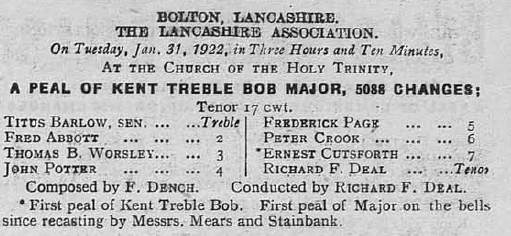 BOLTON, LANCASHIRE.
THE LANCASHIRE ASSOCIATION.
On Tuesday, Jan. 31, 1922, in Three Hours and Ten Minutes,
AT THE CHURCH OF THE HOLY TRINITY,
A PEAL OF KENT TREBLE BOB MAJOR, 5088 CHANGES;
Tenor 17 cwt.
TITUS BARLOW, SEN. ... ... Treble
FRED ABBOTT ... ... ... 2
THOMAS B. WORSLEY... ... 3
JOHN POTTER ... ... ... 4
FREDERICK PAGE ... ... 5
PETER CROOK ... ... ... 6
*ERNEST CUTSFORTH ... ... 7
RICHARD F. DEAL ... ... Tenor
Composed by F. DENCH. Conducted by RICHARD F. DEAL.
* First peal of Kent Treble Bob. First peal of Major on the bells
since recasting by Messrs. Mears and Stainbank.